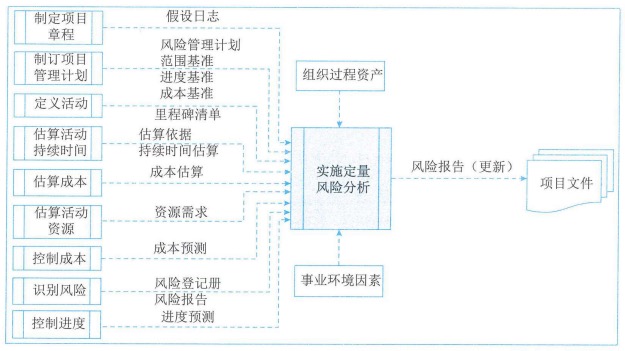 制定项目
章程
假设日志
制订项目
管理计划
风险管理计划
范围基准
进度基准
成本基准
定义活动
里程碑清单
估算活动
持续时间
估算依据
持续时间估算
估算成本
成本估算
估算活动
资源
资源需求
控制成本
成本预测
识别风险
风险登记册
风险报告
控制进度
进度预测
组织过程资产
实施定量
风险分析
事业环境因素
风险报告（更新）
项目文件